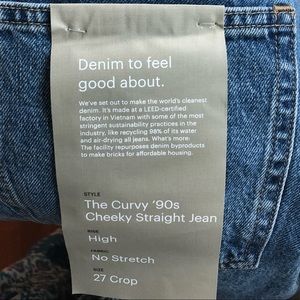 Denim to feel
good about.
We've set out to make the world's cleanest
denim. It's made at a LEED-certified
factory in Vietnam with some of the most
stringent sustainability practices in the
industry, like recycling 98% of its water
and air-drying all jeans. What's more:
The facility repurposes denim byproducts
to make bricks for affordable housing.
STYLE
The Curvy '90s
Cheeky Straight Jean
RISE
High
FABRIC
No Stretch
SIZE
27 Crop